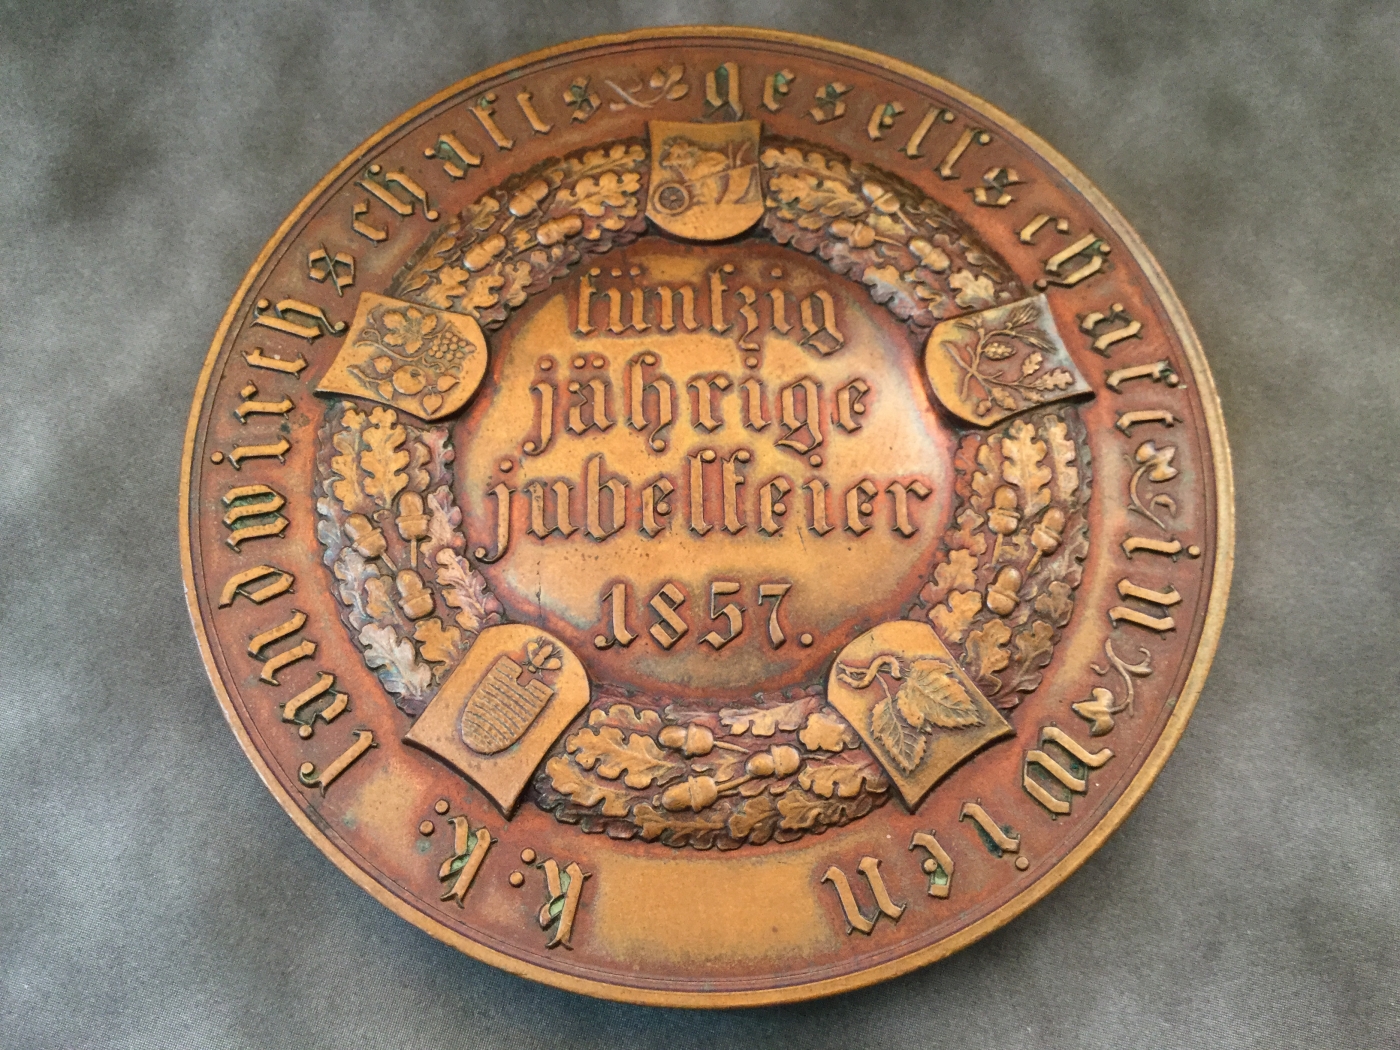 k: k: landwirthschafts gesellschaft in wien
fünfzig
jährige
jubelfeier
1857.